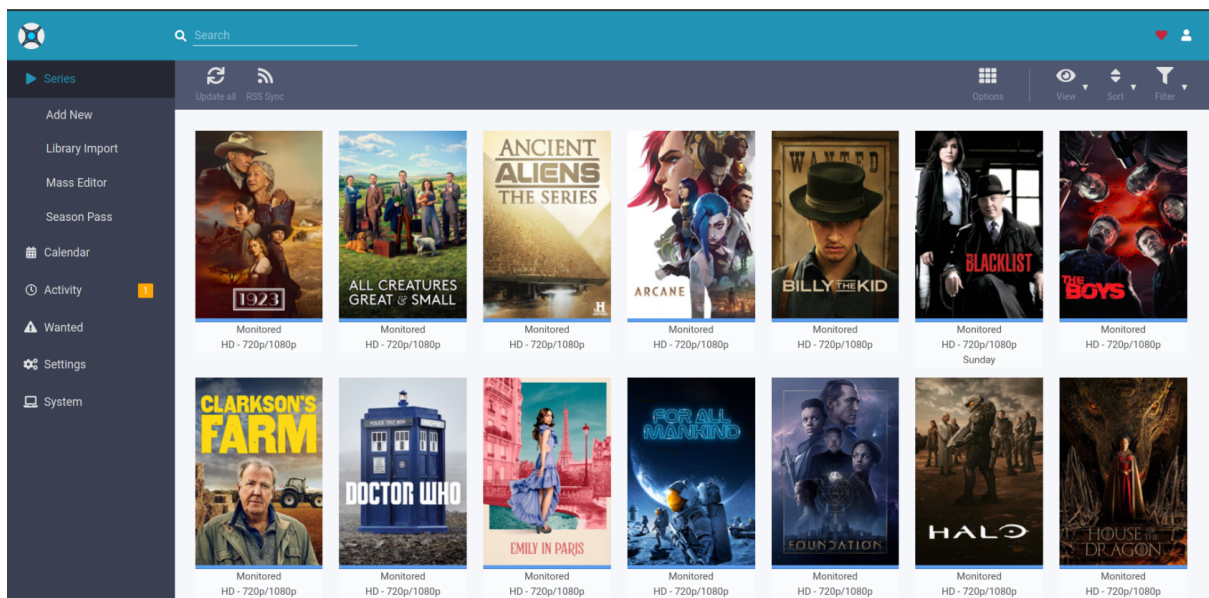 Search
Series
Update all RSS Sync
Options View Sort Filter
Add New
Library Import
Mass Editor
Season Pass
Calendar
Activity 1
Wanted
Settings
System
1923
ALL CREATURES
GREAT & SMALL
ANCIENT
ALIENS
THE SERIES
H
ARCANE
WANTED
BILLY THE KID
BLACKLIST
THE
BOYS
Monitored Monitored Monitored Monitored Monitored Monitored Monitored
HD - 720p/1080p HD - 720p/1080p HD - 720p/1080p HD - 720p/1080p HD - 720p/1080p HD - 720p/1080p HD - 720p/1080p
Sunday
CLARKSON'S
FARM
POLICE BOX
DOCTOR WHO
EMILY IN PARIS
FOR ALL
MANKIND
FOUNDATION
HALO
HOUSE OF THE
DRAGON
Monitored Monitored Monitored Monitored Monitored Monitored Monitored
HD - 720p/1080p HD - 720p/1080p HD - 720p/1080p HD - 720p/1080p HD - 720p/1080p HD - 720p/1080p HD - 720p/1080p